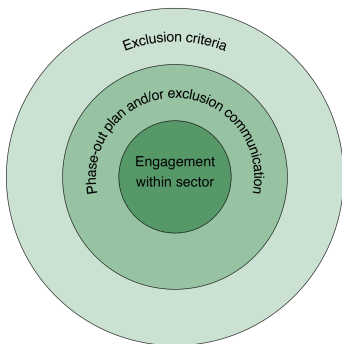 Exclusion criteria
Phase-out plan and/or exclusion communication
Engagement
within sector